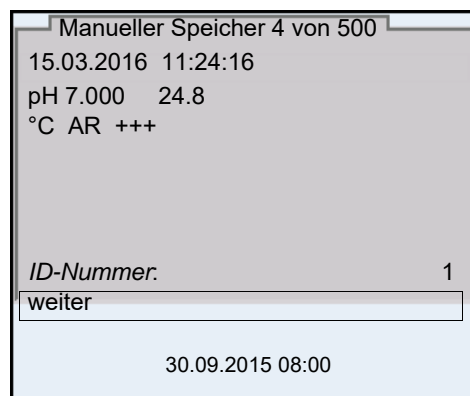 Manueller Speicher 4 von 500
15.03.2016 11:24:16
pH 7.000 24.8
°C AR +++
ID-Nummer: 1
weiter
30.09.2015 08:00